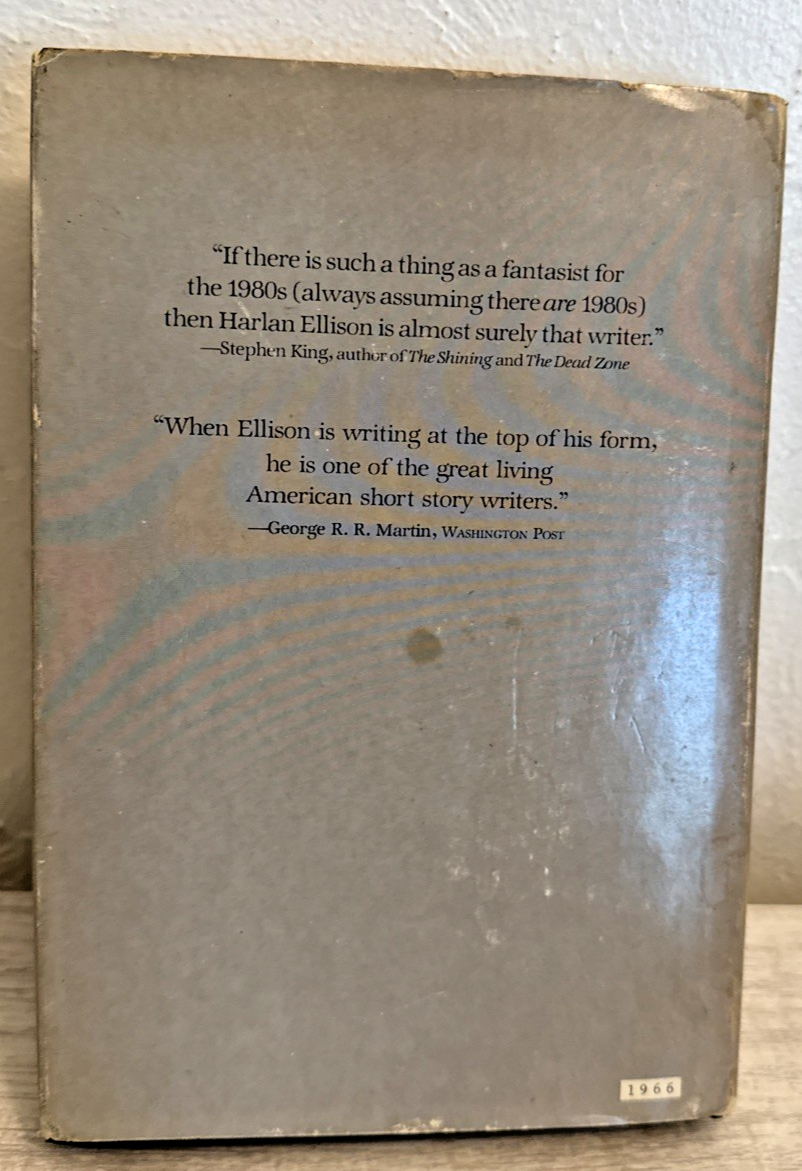 “If there is such a thing as a fantasist for
the 1980s (always assuming there are 1980s)
then Harlan Ellison is almost surely that writer.”
—Stephen King, author of The Shining and The Dead Zone
“When Ellison is writing at the top of his form,
he is one of the great living
American short story writers.”
—George R. R. Martin, WASHINGTON POST
1966